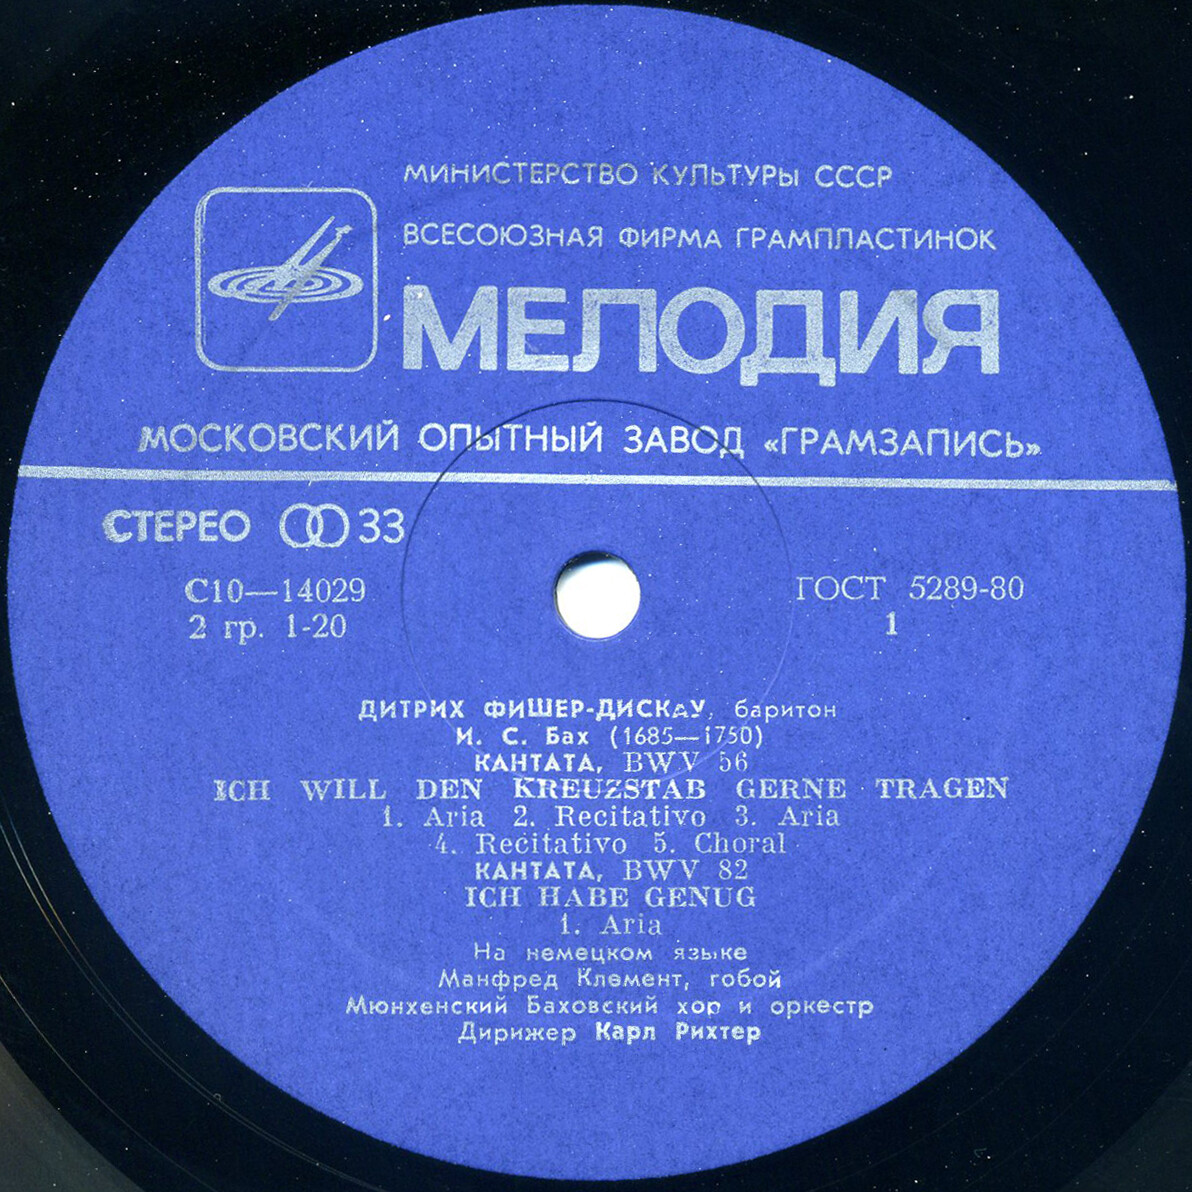 МИНИСТЕРСТВО КУЛЬТУРЫ СССР
ВСЕСОЮЗНАЯ ФИРМА ГРАМПЛАСТИНОК
МЕЛОДИЯ
МОСКОВСКИЙ ОПЫТНЫЙ ЗАВОД «ГРАМЗАПИСЬ»
СТЕРЕО 33
С10—14029
2 гр. 1-20
ГОСТ 5289-80
1
ДИТРИХ ФИШЕР-ДИСКАУ, баритон
И. С. Бах (1685—1750)
КАНТАТА, BWV 56
ICH WILL DEN KREUZSTAB GERNE TRAGEN
1. Aria 2. Recitativo 3. Aria
4. Recitativo 5. Choral
КАНТАТА, BWV 82
ICH HABE GENUG
1. Aria
На немецком языке
Манфред Клемент, гобой
Мюнхенский Баховский хор и оркестр
Дирижер Карл Рихтер